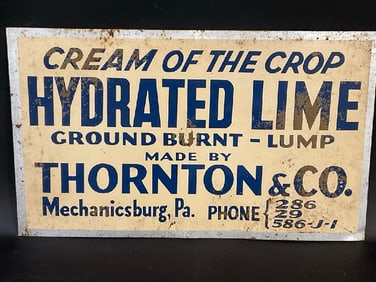 CREAM OF THE CROP
HYDRATED LIME
GROUND BURNT - LUMP
MADE BY
THORNTON & CO.
Mechanicsburg, Pa. PHONE { 286
29
586-J-1